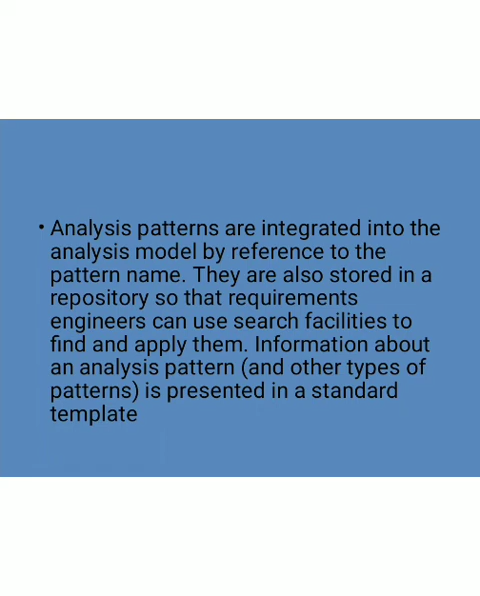 • Analysis patterns are integrated into the
analysis model by reference to the
pattern name. They are also stored in a
repository so that requirements
engineers can use search facilities to
find and apply them. Information about
an analysis pattern (and other types of
patterns) is presented in a standard
template